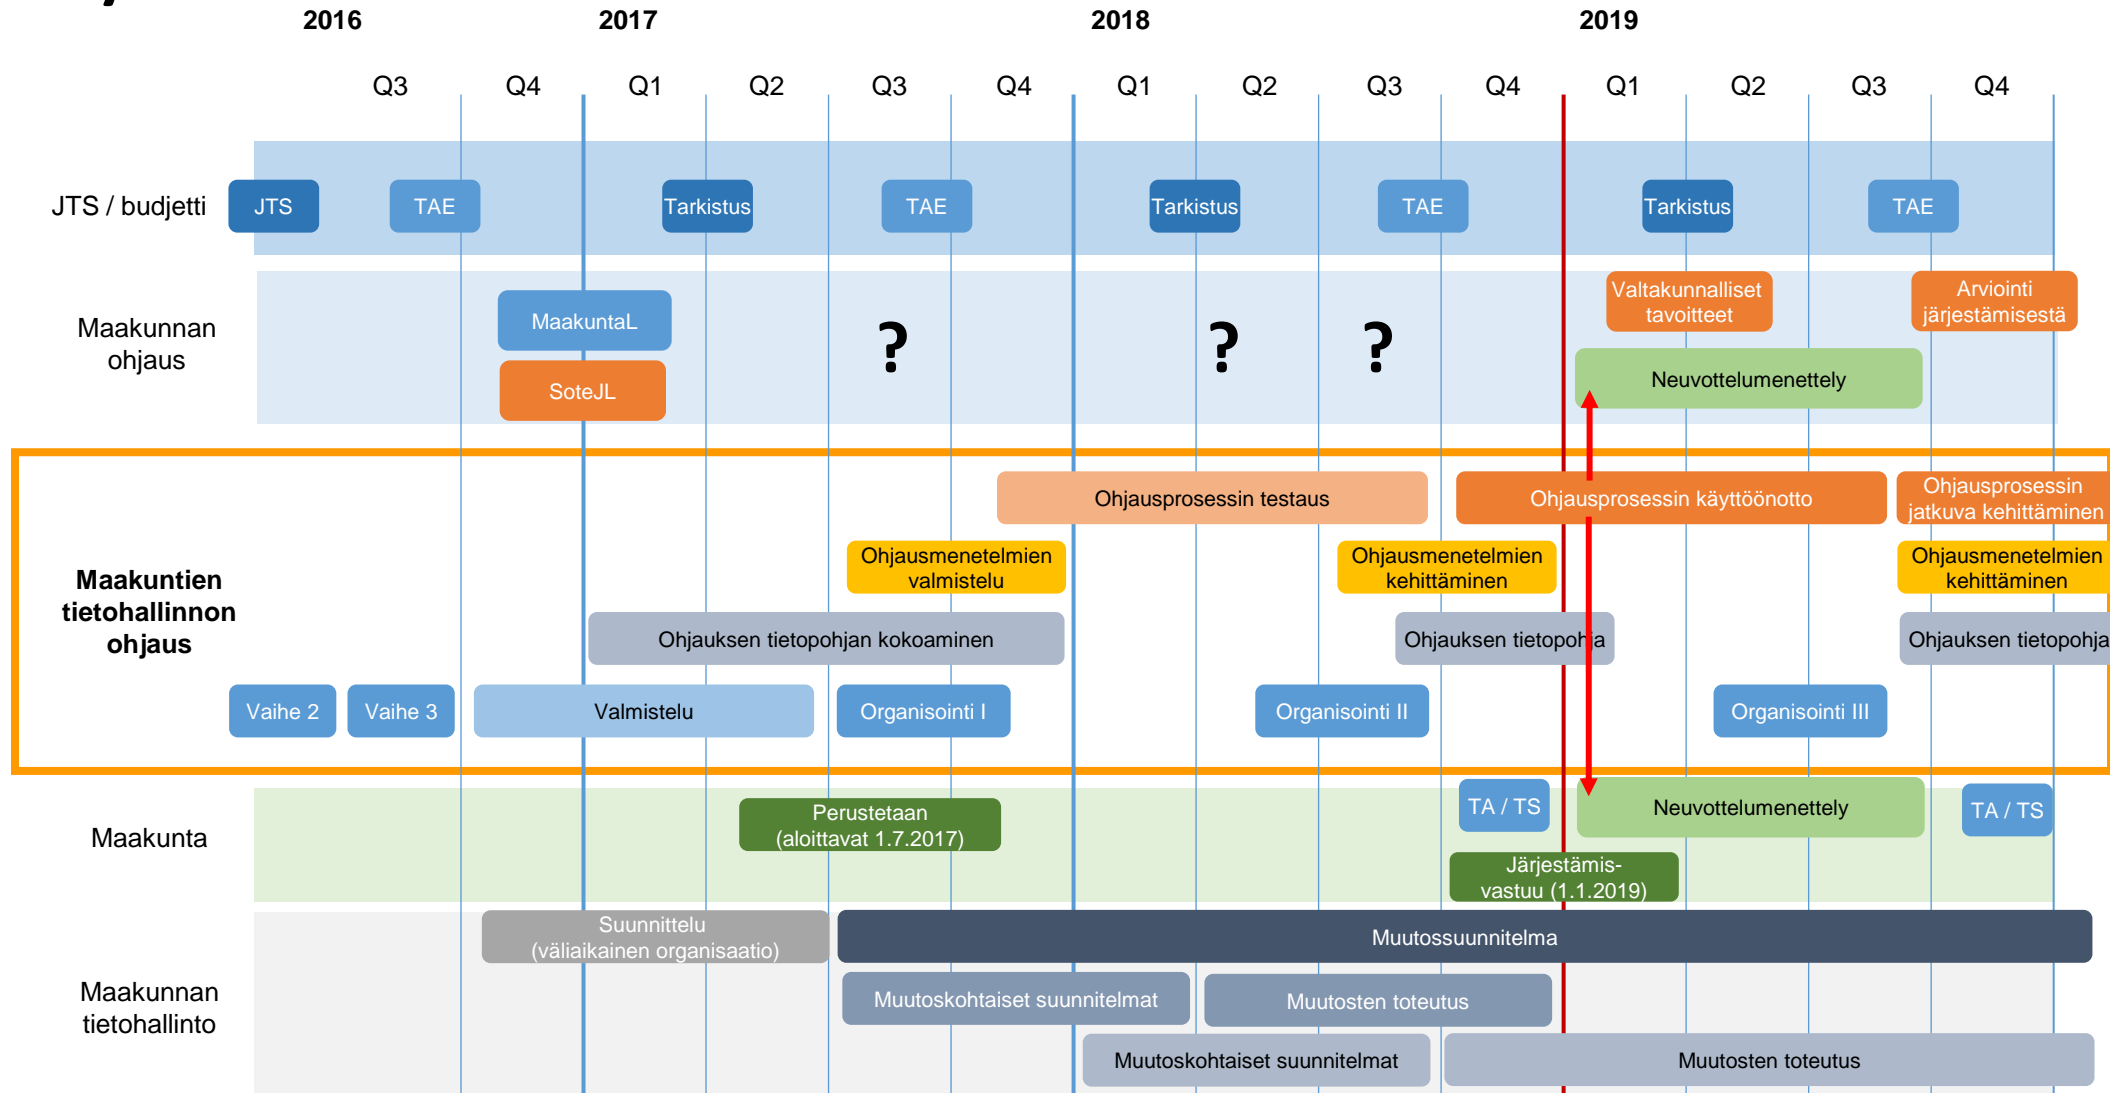 2016 2017 2018 2019
Q3 Q4 Q1 Q2 Q3 Q4 Q1 Q2 Q3 Q4 Q1 Q2 Q3 Q4
JTS / budjetti
JTS TAE Tarkistus TAE Tarkistus TAE Tarkistus TAE
Maakunnan
ohjaus
MaakuntaL
SoteJL
? ? ?
Valtakunnalliset
tavoitteet
Arviointi
järjestämisestä
Neuvottelumenettely
Maakuntien
tietohallinnon
ohjaus
Ohjausprosessin testaus
Ohjausprosessin käyttöönotto
Ohjausprosessin
jatkuva kehittäminen
Ohjausmenetelmien
valmistelu
Ohjausmenetelmien
kehittäminen
Ohjausmenetelmien
kehittäminen
Ohjauksen tietopohjan kokoaminen
Ohjauksen tietopohja
Ohjauksen tietopohja
Vaihe 2 Vaihe 3 Valmistelu Organisointi I Organisointi II Organisointi III
Maakunta
Perustetaan
(aloittavat 1.7.2017)
TA / TS
Neuvottelumenettely
TA / TS
Järjestämis-
vastuu (1.1.2019)
Maakunnan
tietohallinto
Suunnittelu
(väliaikainen organisaatio)
Muutossuunnitelma
Muutoskohtaiset suunnitelmat
Muutosten toteutus
Muutoskohtaiset suunnitelmat
Muutosten toteutus